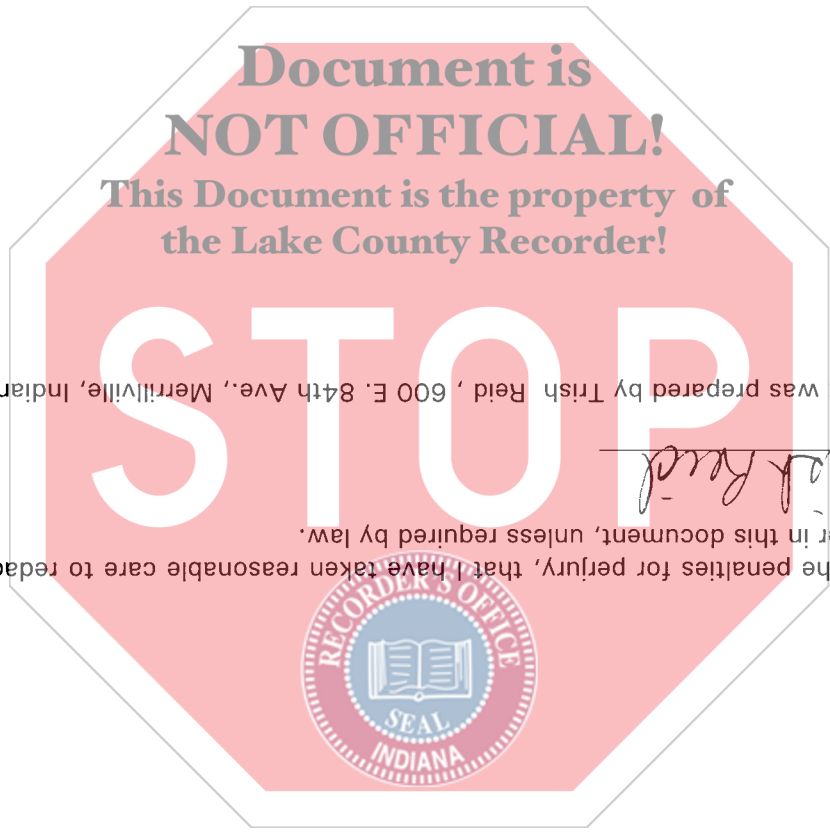 Document is
NOT OFFICIAL!
This Document is the property of
the Lake County Recorder!
STOP
he penalties for perjury, that I have taken reasonable care to redac
er in this document, unless required by law.
Reid
was prepared by Trish Reid , 600 E. 84th Ave., Merrillville, Indian
RECORDER'S OFFICE
SEAL
INDIANA